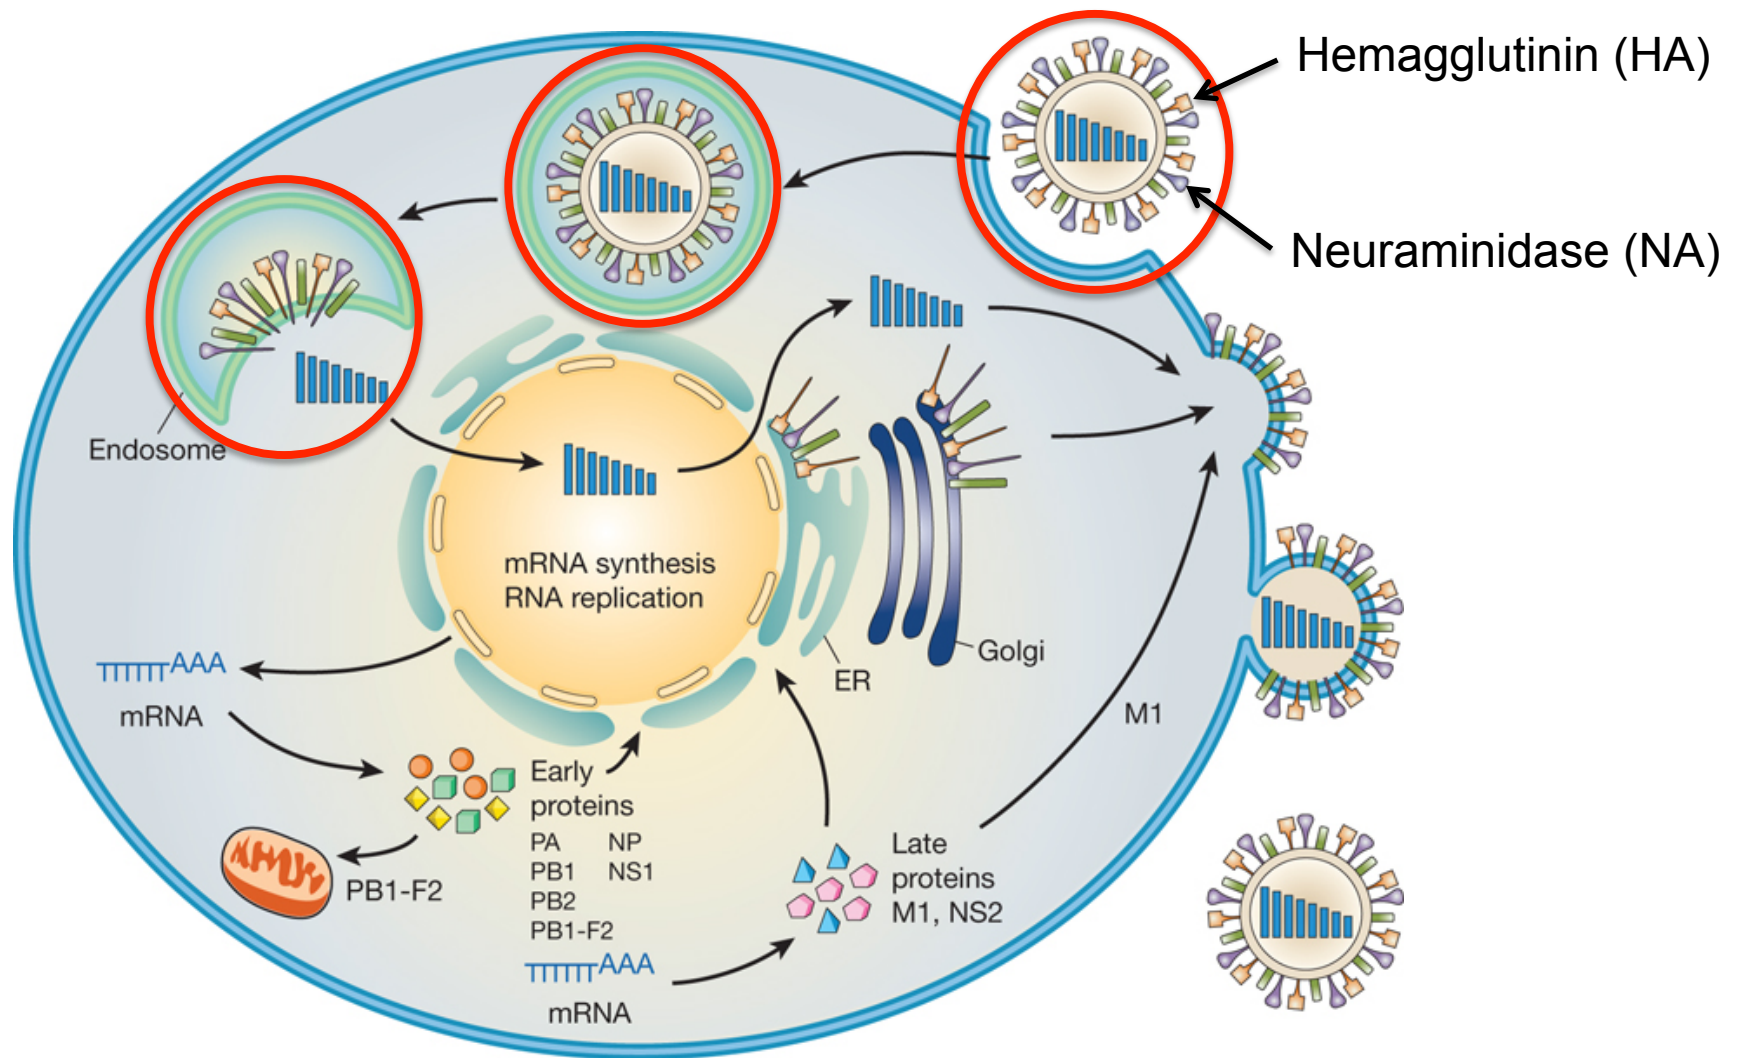 Hemagglutinin (HA)
Neuraminidase (NA)
Endosome
mRNA synthesis
RNA replication
Golgi
ER
AAA
mRNA
M1
Early
proteins
PA NP
PB1 NS1
PB2
PB1-F2
PB1-F2
Late
proteins
M1, NS2
AAA
mRNA